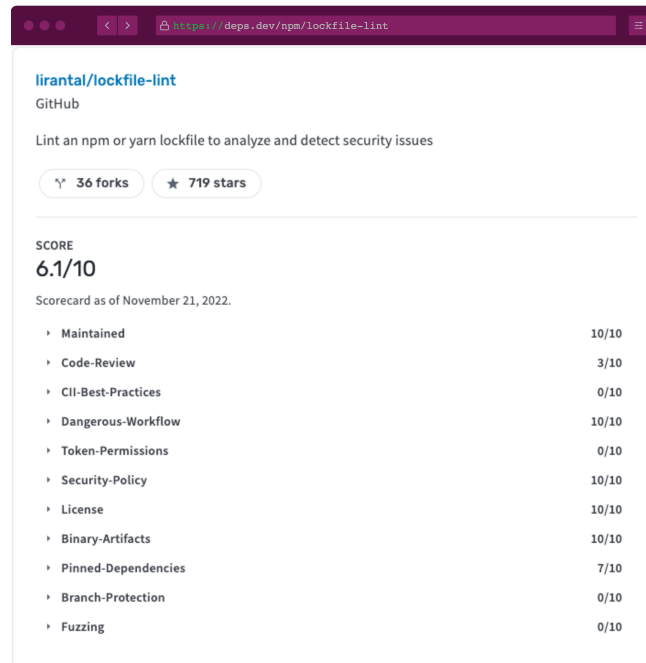 https://deps.dev/npm/lockfile-lint
lirantal/lockfile-lint
GitHub
Lint an npm or yarn lockfile to analyze and detect security issues
36 forks 719 stars
SCORE
6.1/10
Scorecard as of November 21, 2022.
Maintained 10/10
Code-Review 3/10
CII-Best-Practices 0/10
Dangerous-Workflow 10/10
Token-Permissions 0/10
Security-Policy 10/10
License 10/10
Binary-Artifacts 10/10
Pinned-Dependencies 7/10
Branch-Protection 0/10
Fuzzing 0/10